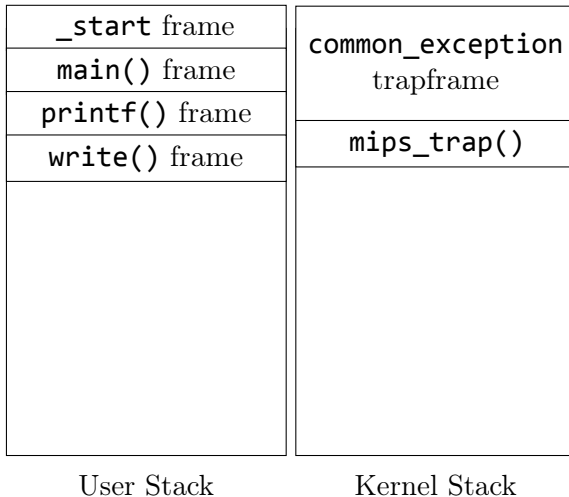 _start frame
main() frame
printf() frame
write() frame
User Stack
common_exception
trapframe
mips_trap()
Kernel Stack